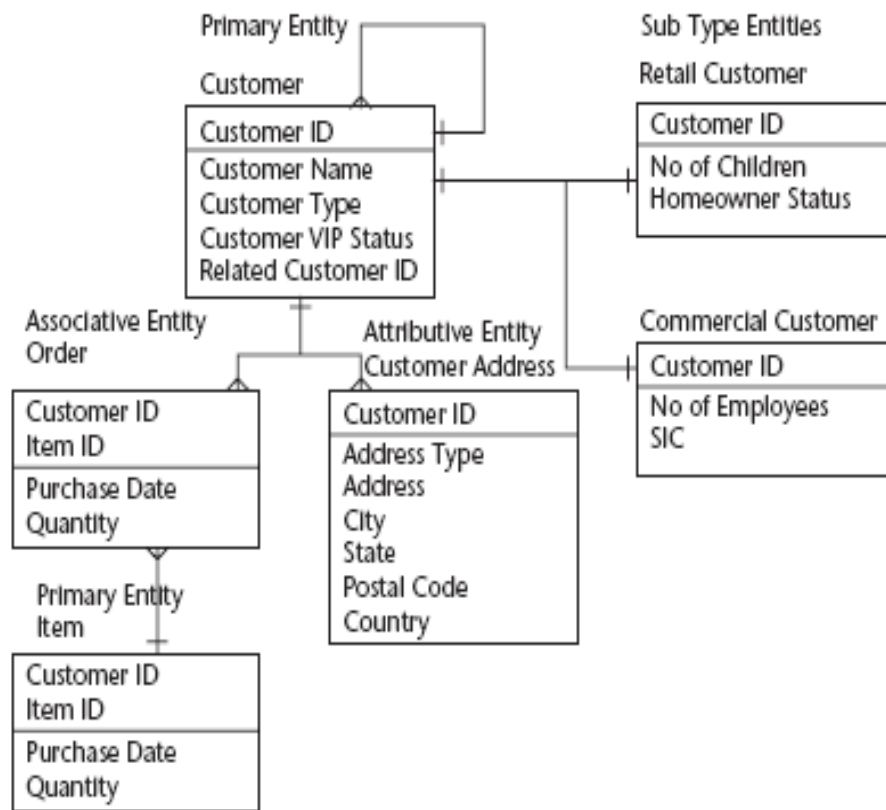 Primary Entity
Customer
Customer ID
Customer Name
Customer Type
Customer VIP Status
Related Customer ID
Sub Type Entities
Retail Customer
Customer ID
No of Children
Homeowner Status
Commercial Customer
Customer ID
No of Employees
SIC
Associative Entity
Order
Customer ID
Item ID
Purchase Date
Quantity
Attributive Entity
Customer Address
Customer ID
Address Type
Address
City
State
Postal Code
Country
Primary Entity
Item
Customer ID
Item ID
Purchase Date
Quantity